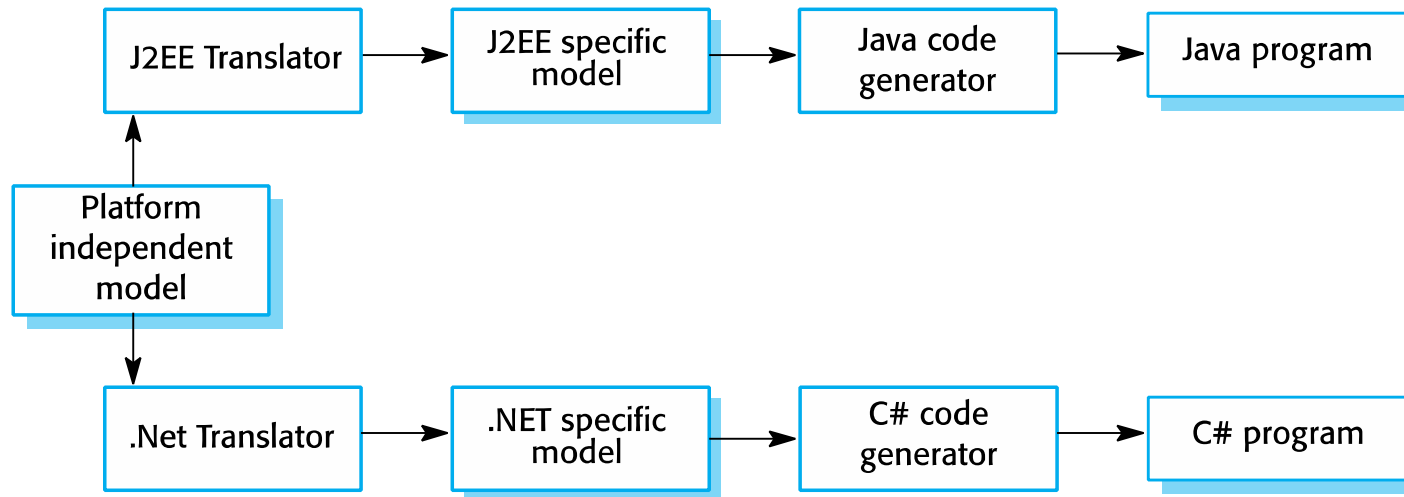 J2EE Translator
J2EE specific
model
Java code
generator
Java program
Platform
independent
model
.Net Translator
.NET specific
model
C# code
generator
C# program